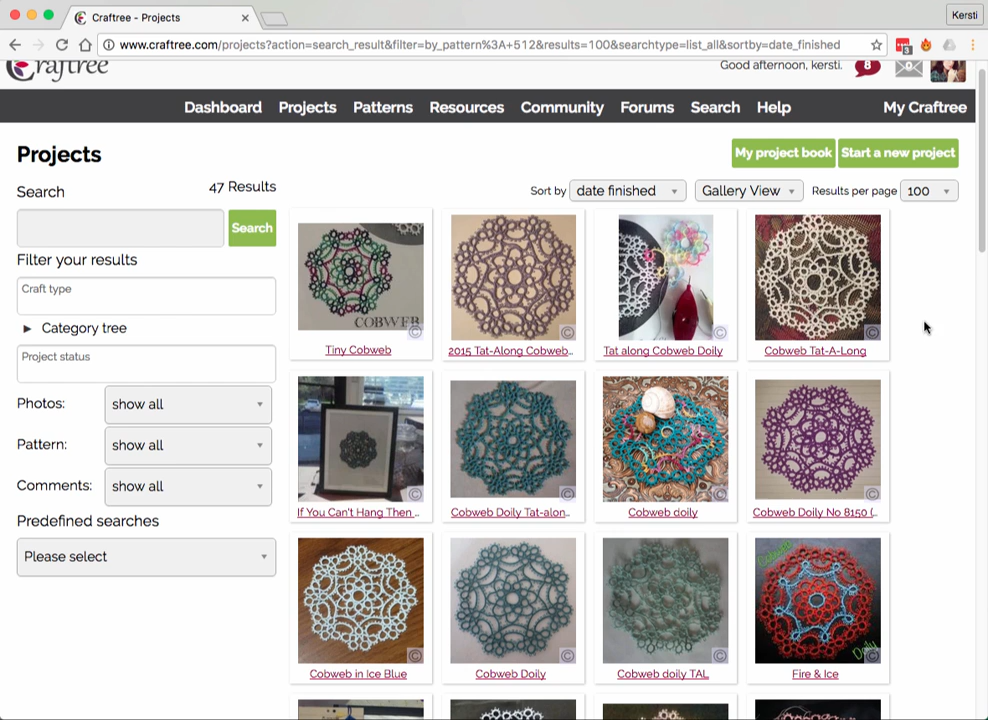 Craftree - Projects
Kersti
www.craftree.com/projects?action=search_result&filter=by_pattern%3A+512&results=100&searchtype=list_all&sortby=date_finished
3
Craftree
Good afternoon, kersti.
8
0
Dashboard Projects Patterns Resources Community Forums Search Help My Craftree
Projects
My project book Start a new project
Search 47 Results
Sort by date finished Gallery View Results per page 100
Search
Filter your results
Craft type
Category tree
Project status
Photos: show all
Pattern: show all
Comments: show all
Predefined searches
Please select
COBWEB
Tiny Cobweb
2015 Tat-Along Cobweb...
Tat along Cobweb Doily
Cobweb Tat-A-Long
If You Can't Hang Then ...
Cobweb Doily Tat-alon...
Cobweb doily
Cobweb Doily No 8150 (...
Cobweb
Doily
Cobweb in Ice Blue
Cobweb Doily
Cobweb doily TAL
Fire & Ice